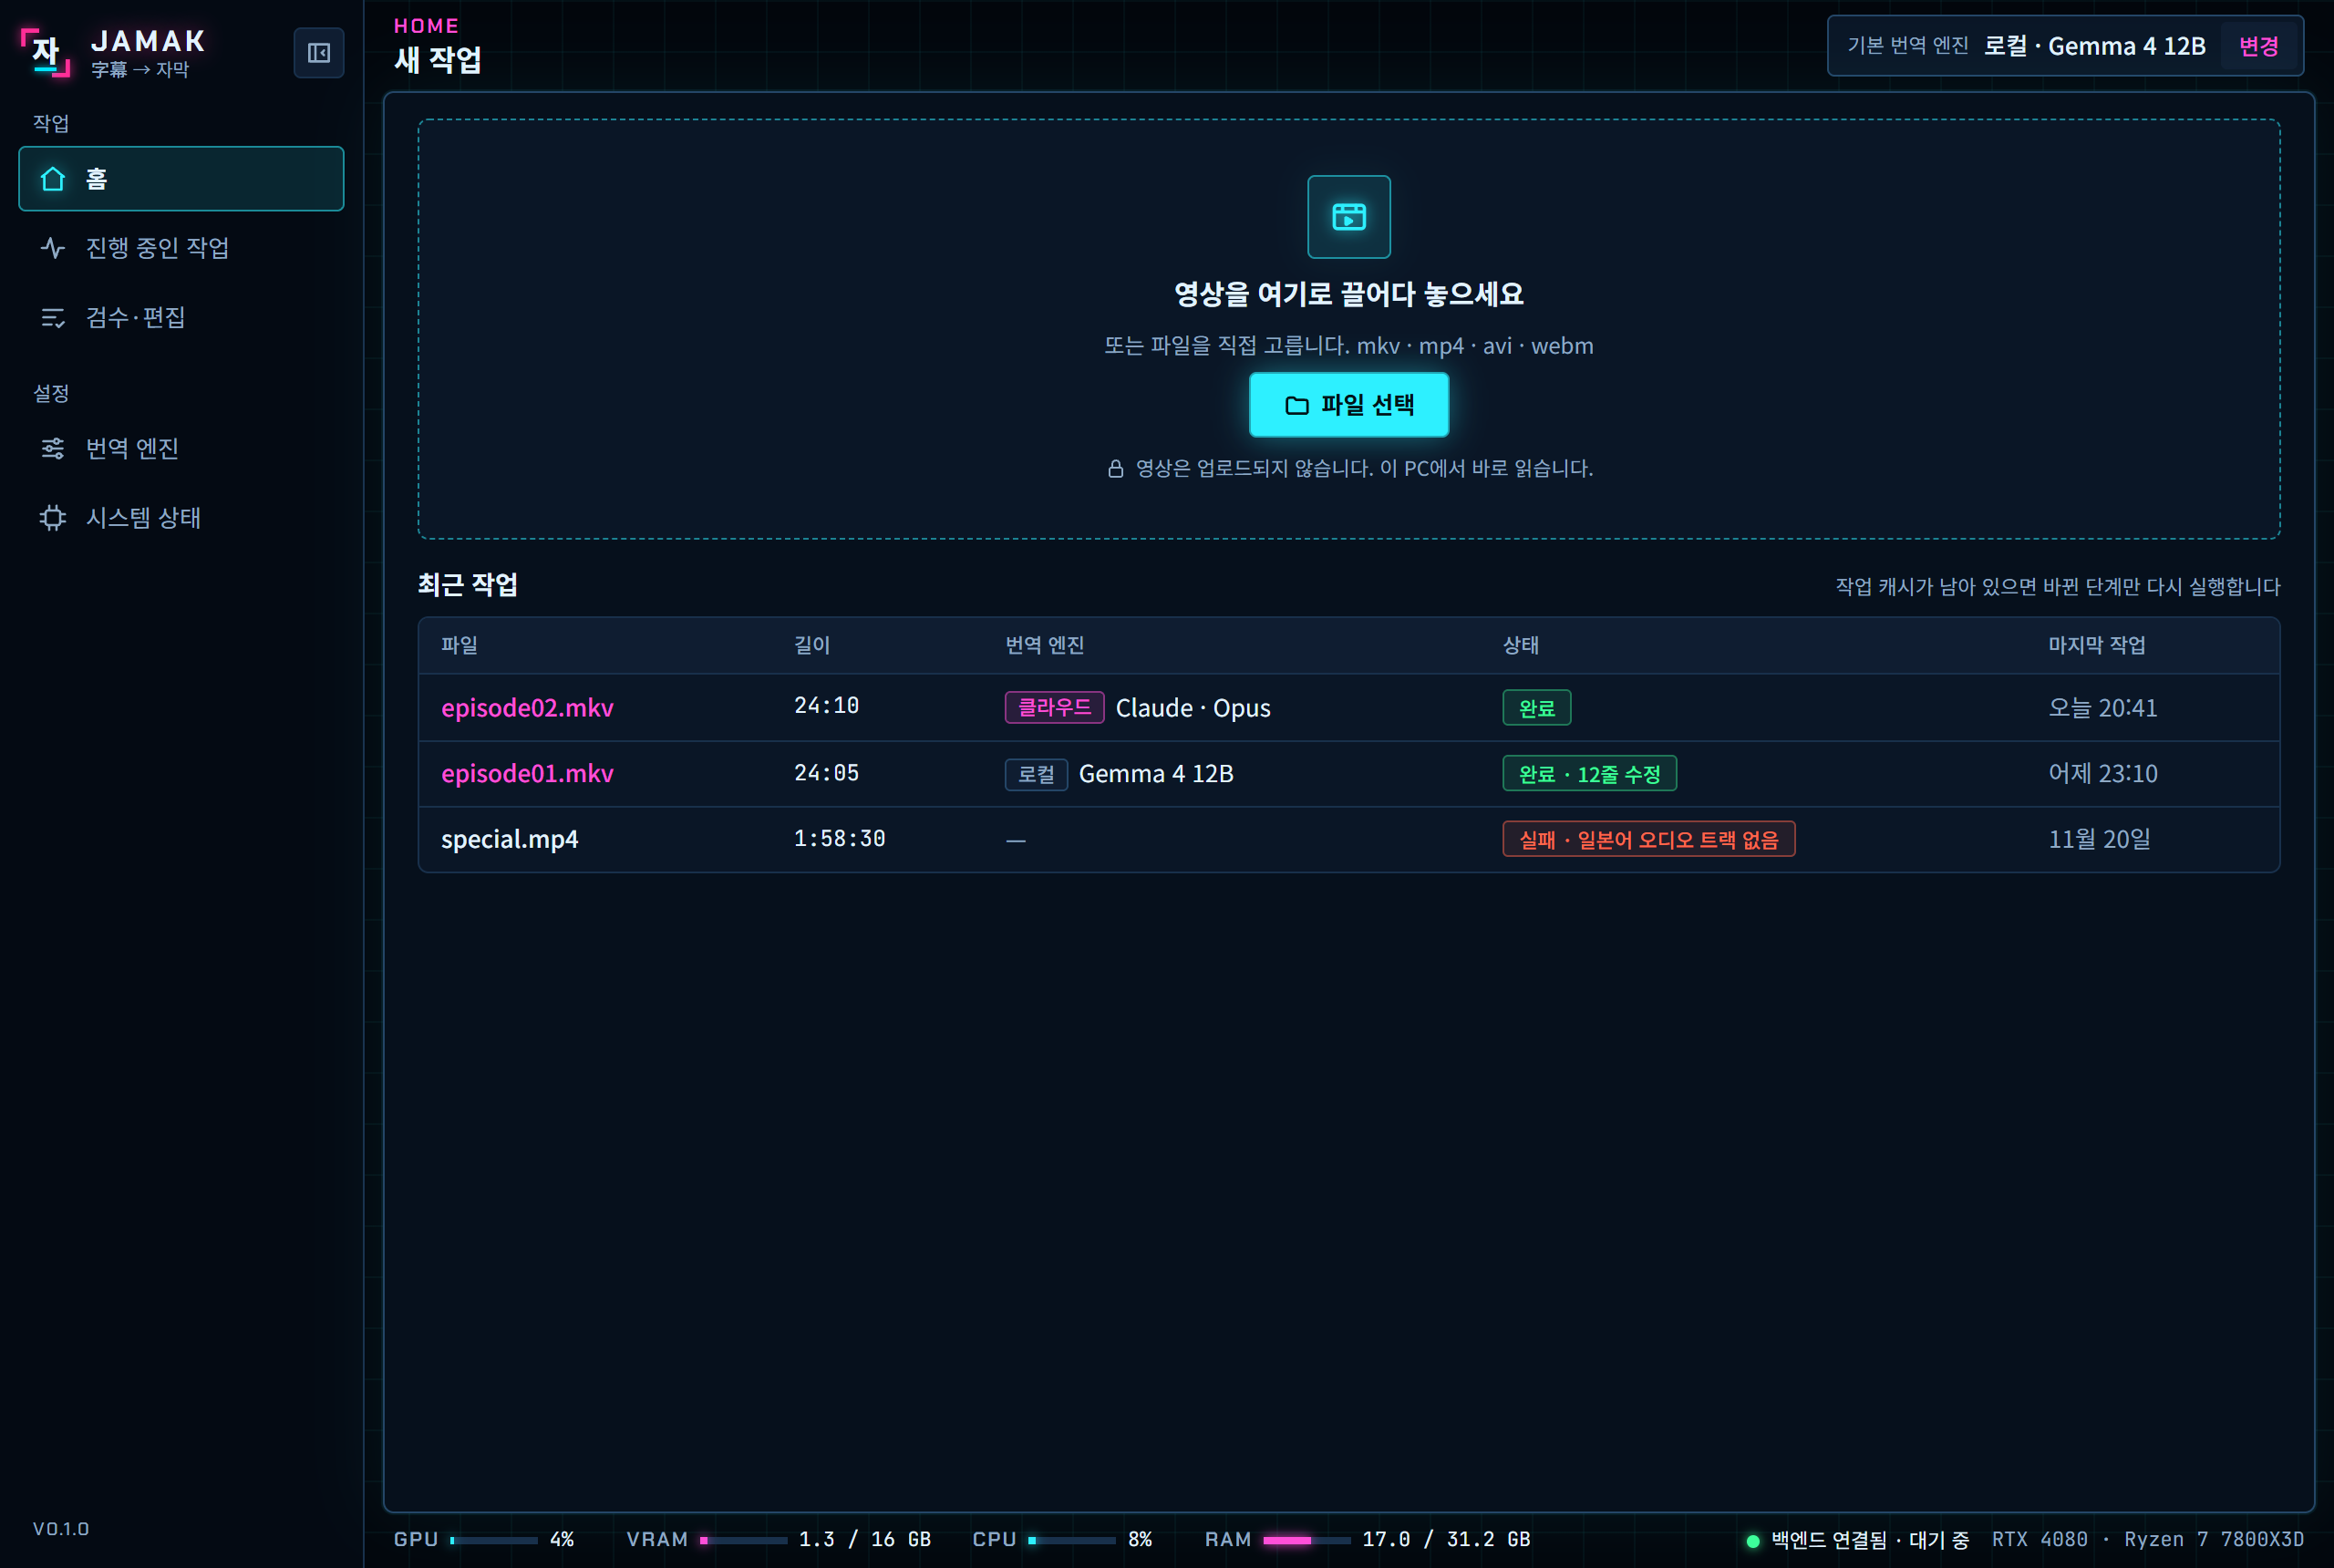 자
JAMAK
字幕 → 자막
작업
홈
진행 중인 작업
검수·편집
설정
번역 엔진
시스템 상태
V0.1.0
HOME
새 작업
기본 번역 엔진 로컬 · Gemma 4 12B 변경
영상을 여기로 끌어다 놓으세요
또는 파일을 직접 고릅니다. mkv · mp4 · avi · webm
파일 선택
영상은 업로드되지 않습니다. 이 PC에서 바로 읽습니다.
최근 작업 작업 캐시가 남아 있으면 바뀐 단계만 다시 실행합니다
파일 길이 번역 엔진 상태 마지막 작업
episode02.mkv 24:10 클라우드 Claude · Opus 완료 오늘 20:41
episode01.mkv 24:05 로컬 Gemma 4 12B 완료 · 12줄 수정 어제 23:10
special.mp4 1:58:30 — 실패 · 일본어 오디오 트랙 없음 11월 20일
GPU 4% VRAM 1.3 / 16 GB CPU 8% RAM 17.0 / 31.2 GB 백엔드 연결됨 · 대기 중 RTX 4080 · Ryzen 7 7800X3D